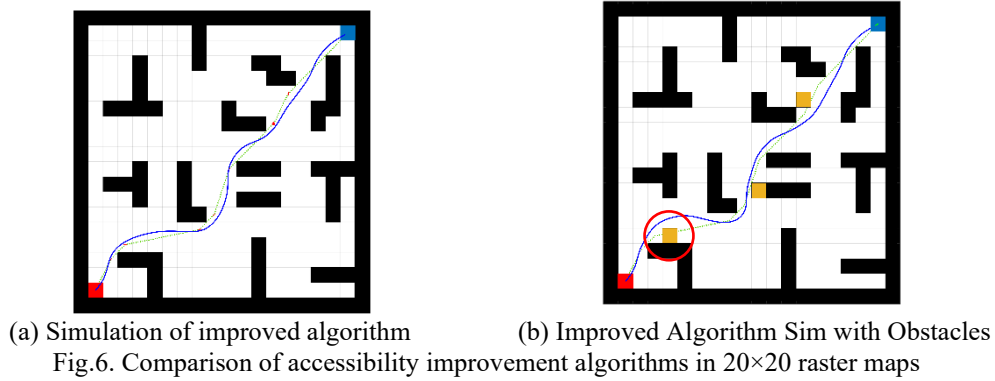 (a) Simulation of improved algorithm
(b) Improved Algorithm Sim with Obstacles
Fig.6. Comparison of accessibility improvement algorithms in 20×20 raster maps